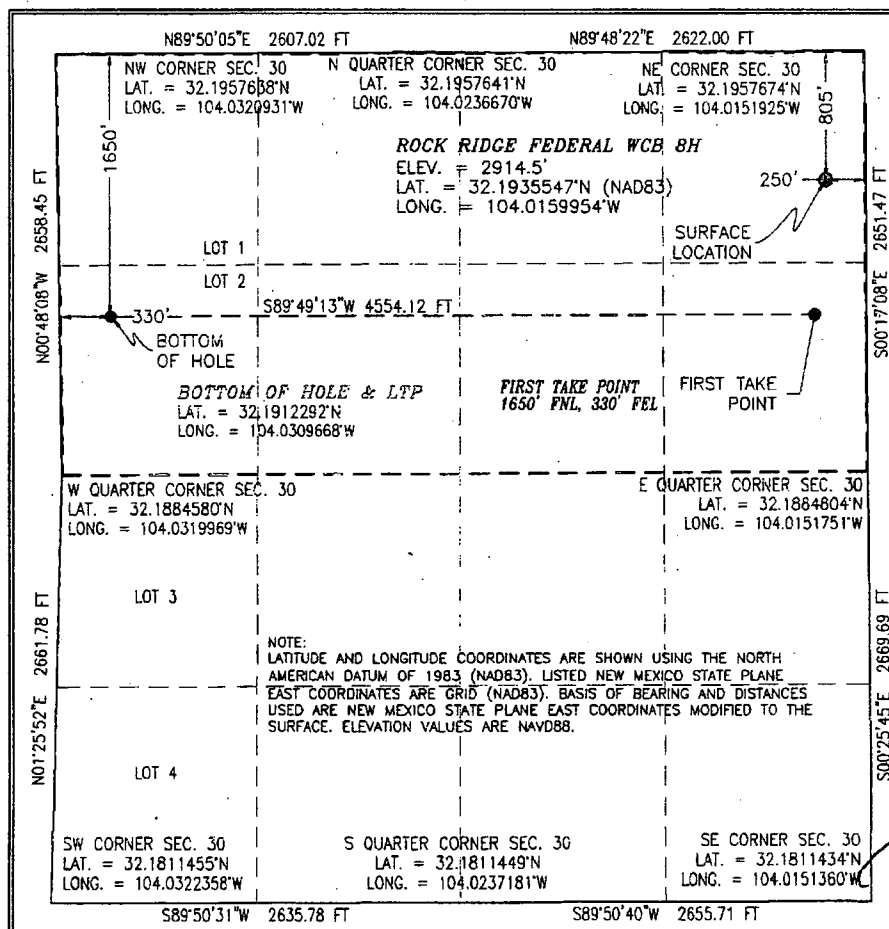 N89°50'05"E 2607.02 FT
N89°48'22"E 2622.00 FT
NW CORNER SEC. 30
LAT. = 32.1957638°N
LONG. = 104.0320931°W
N QUARTER CORNER SEC. 30
LAT. = 32.1957641°N
LONG. = 104.0236670°W
NE CORNER SEC. 30
LAT. = 32.1957674°N
LONG. = 104.0151925°W
1650'
805'
ROCK RIDGE FEDERAL WCB 8H
ELEV. = 2914.5'
LAT. = 32.1935547°N (NAD83)
LONG. = 104.0159954°W
250'
SURFACE
LOCATION
N00°48'08"W 2658.45 FT
S00°17'08"E 2651.47 FT
LOT 1
LOT 2
S89°49'13"W 4554.12 FT
330'
BOTTOM
OF HOLE
BOTTOM OF HOLE & LTP
LAT. = 32.1912292°N
LONG. = 104.0309668°W
FIRST TAKE POINT
1650' FNL, 330' FEL
FIRST TAKE
POINT
W QUARTER CORNER SEC. 30
LAT. = 32.1884580°N
LONG. = 104.0319969°W
E QUARTER CORNER SEC. 30
LAT. = 32.1884804°N
LONG. = 104.0151751°W
LOT 3
N01°25'52"E 2661.78 FT
S00°25'45"E 2669.69 FT
NOTE:
LATITUDE AND LONGITUDE COORDINATES ARE SHOWN USING THE NORTH
AMERICAN DATUM OF 1983 (NAD83). LISTED NEW MEXICO STATE PLANE
EAST COORDINATES ARE GRID (NAD83). BASIS OF BEARING AND DISTANCES
USED ARE NEW MEXICO STATE PLANE EAST COORDINATES MODIFIED TO THE
SURFACE. ELEVATION VALUES ARE NAVD88.
LOT 4
SW CORNER SEC. 30
LAT. = 32.1811455°N
LONG. = 104.0322358°W
S QUARTER CORNER SEC. 30
LAT. = 32.1811449°N
LONG. = 104.0237181°W
SE CORNER SEC. 30
LAT. = 32.1811434°N
LONG. = 104.0151360°W
S89°50'31"W 2635.78 FT
S89°50'40"W 2655.71 FT